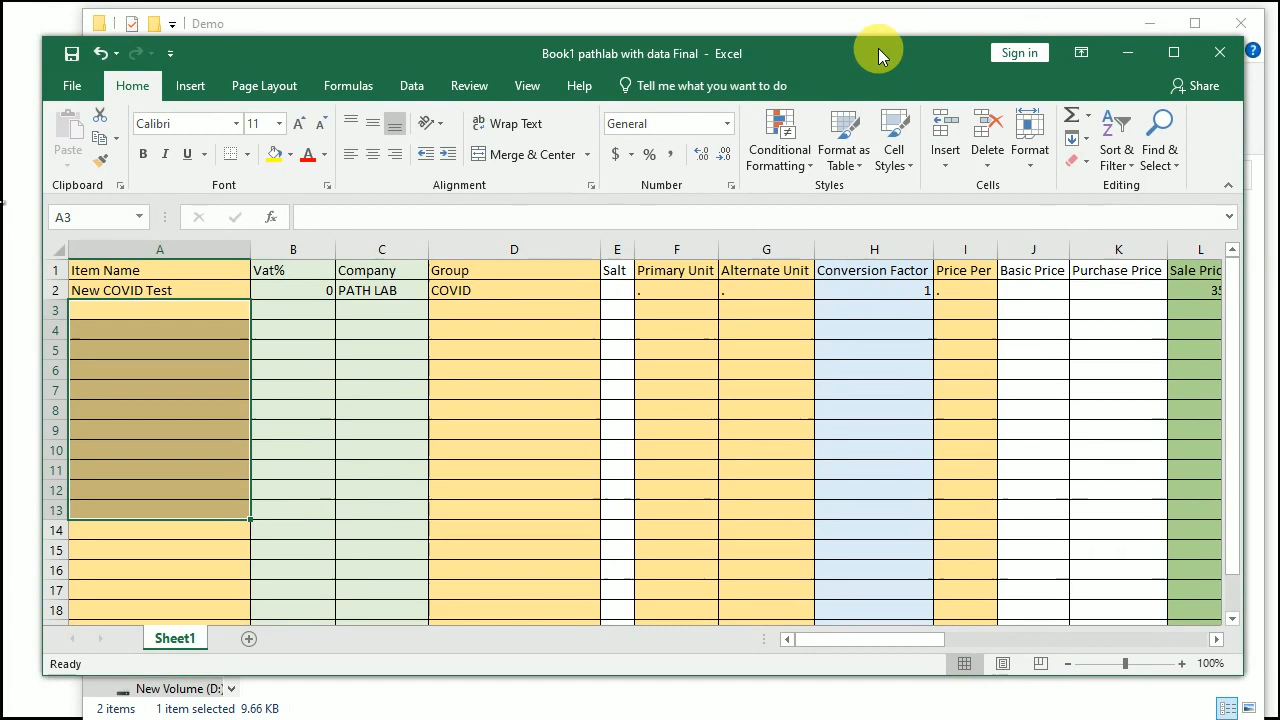 Demo
Book1 pathlab with data Final - Excel
Sign in
File Home Insert Page Layout Formulas Data Review View Help Tell me what you want to do Share
Paste
Calibri 11
B I U
Wrap Text
Merge & Center
General
$ % ,
Conditional Formatting
Format as Table
Cell Styles
Insert Delete Format
Sort & Filter
Find & Select
Clipboard Font Alignment Number Styles Cells Editing
A3 fx
A B C D E F G H I J K L
1 Item Name Vat% Company Group Salt Primary Unit Alternate Unit Conversion Factor Price Per Basic Price Purchase Price Sale Pric
2 New COVID Test 0 PATH LAB COVID . . 1 . 35
3
4
5
6
7
8
9
10
11
12
13
14
15
16
17
18
Sheet1
Ready 100%
New Volume (D:)
2 items 1 item selected 9.66 KB